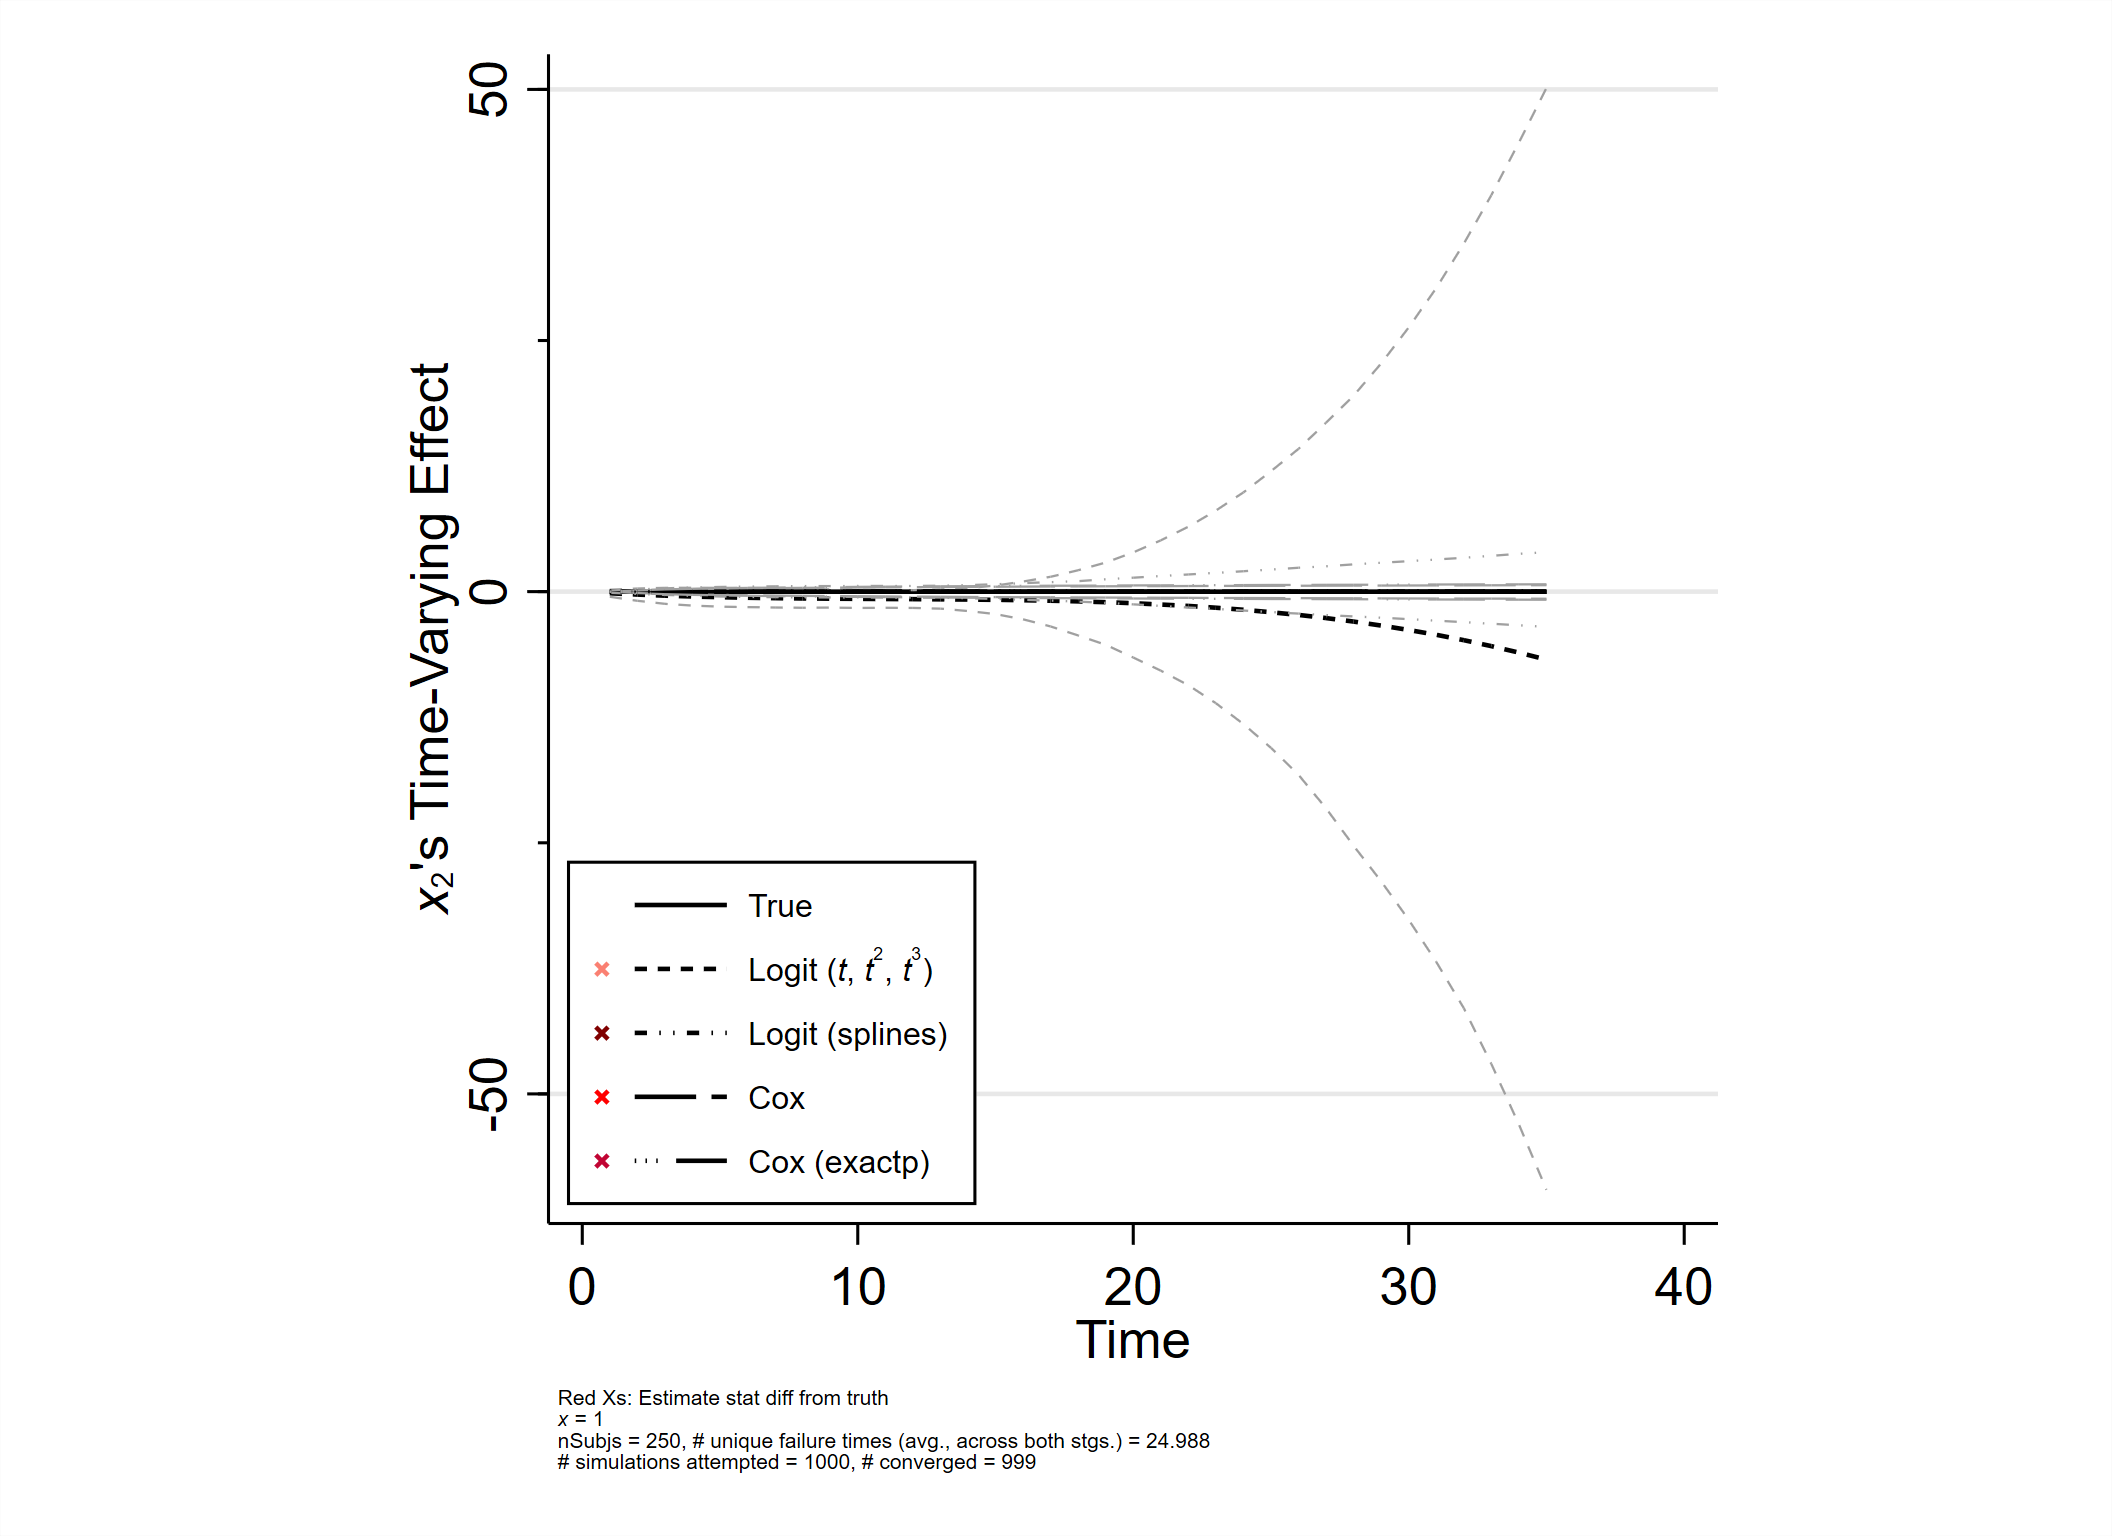 50
0
-50
x₂'s Time-Varying Effect
True
Logit (t, t², t³)
Logit (splines)
Cox
Cox (exactp)
0 10 20 30 40
Time
Red Xs: Estimate stat diff from truth
x = 1
nSubjs = 250, # unique failure times (avg., across both stgs.) = 24.988
# simulations attempted = 1000, # converged = 999